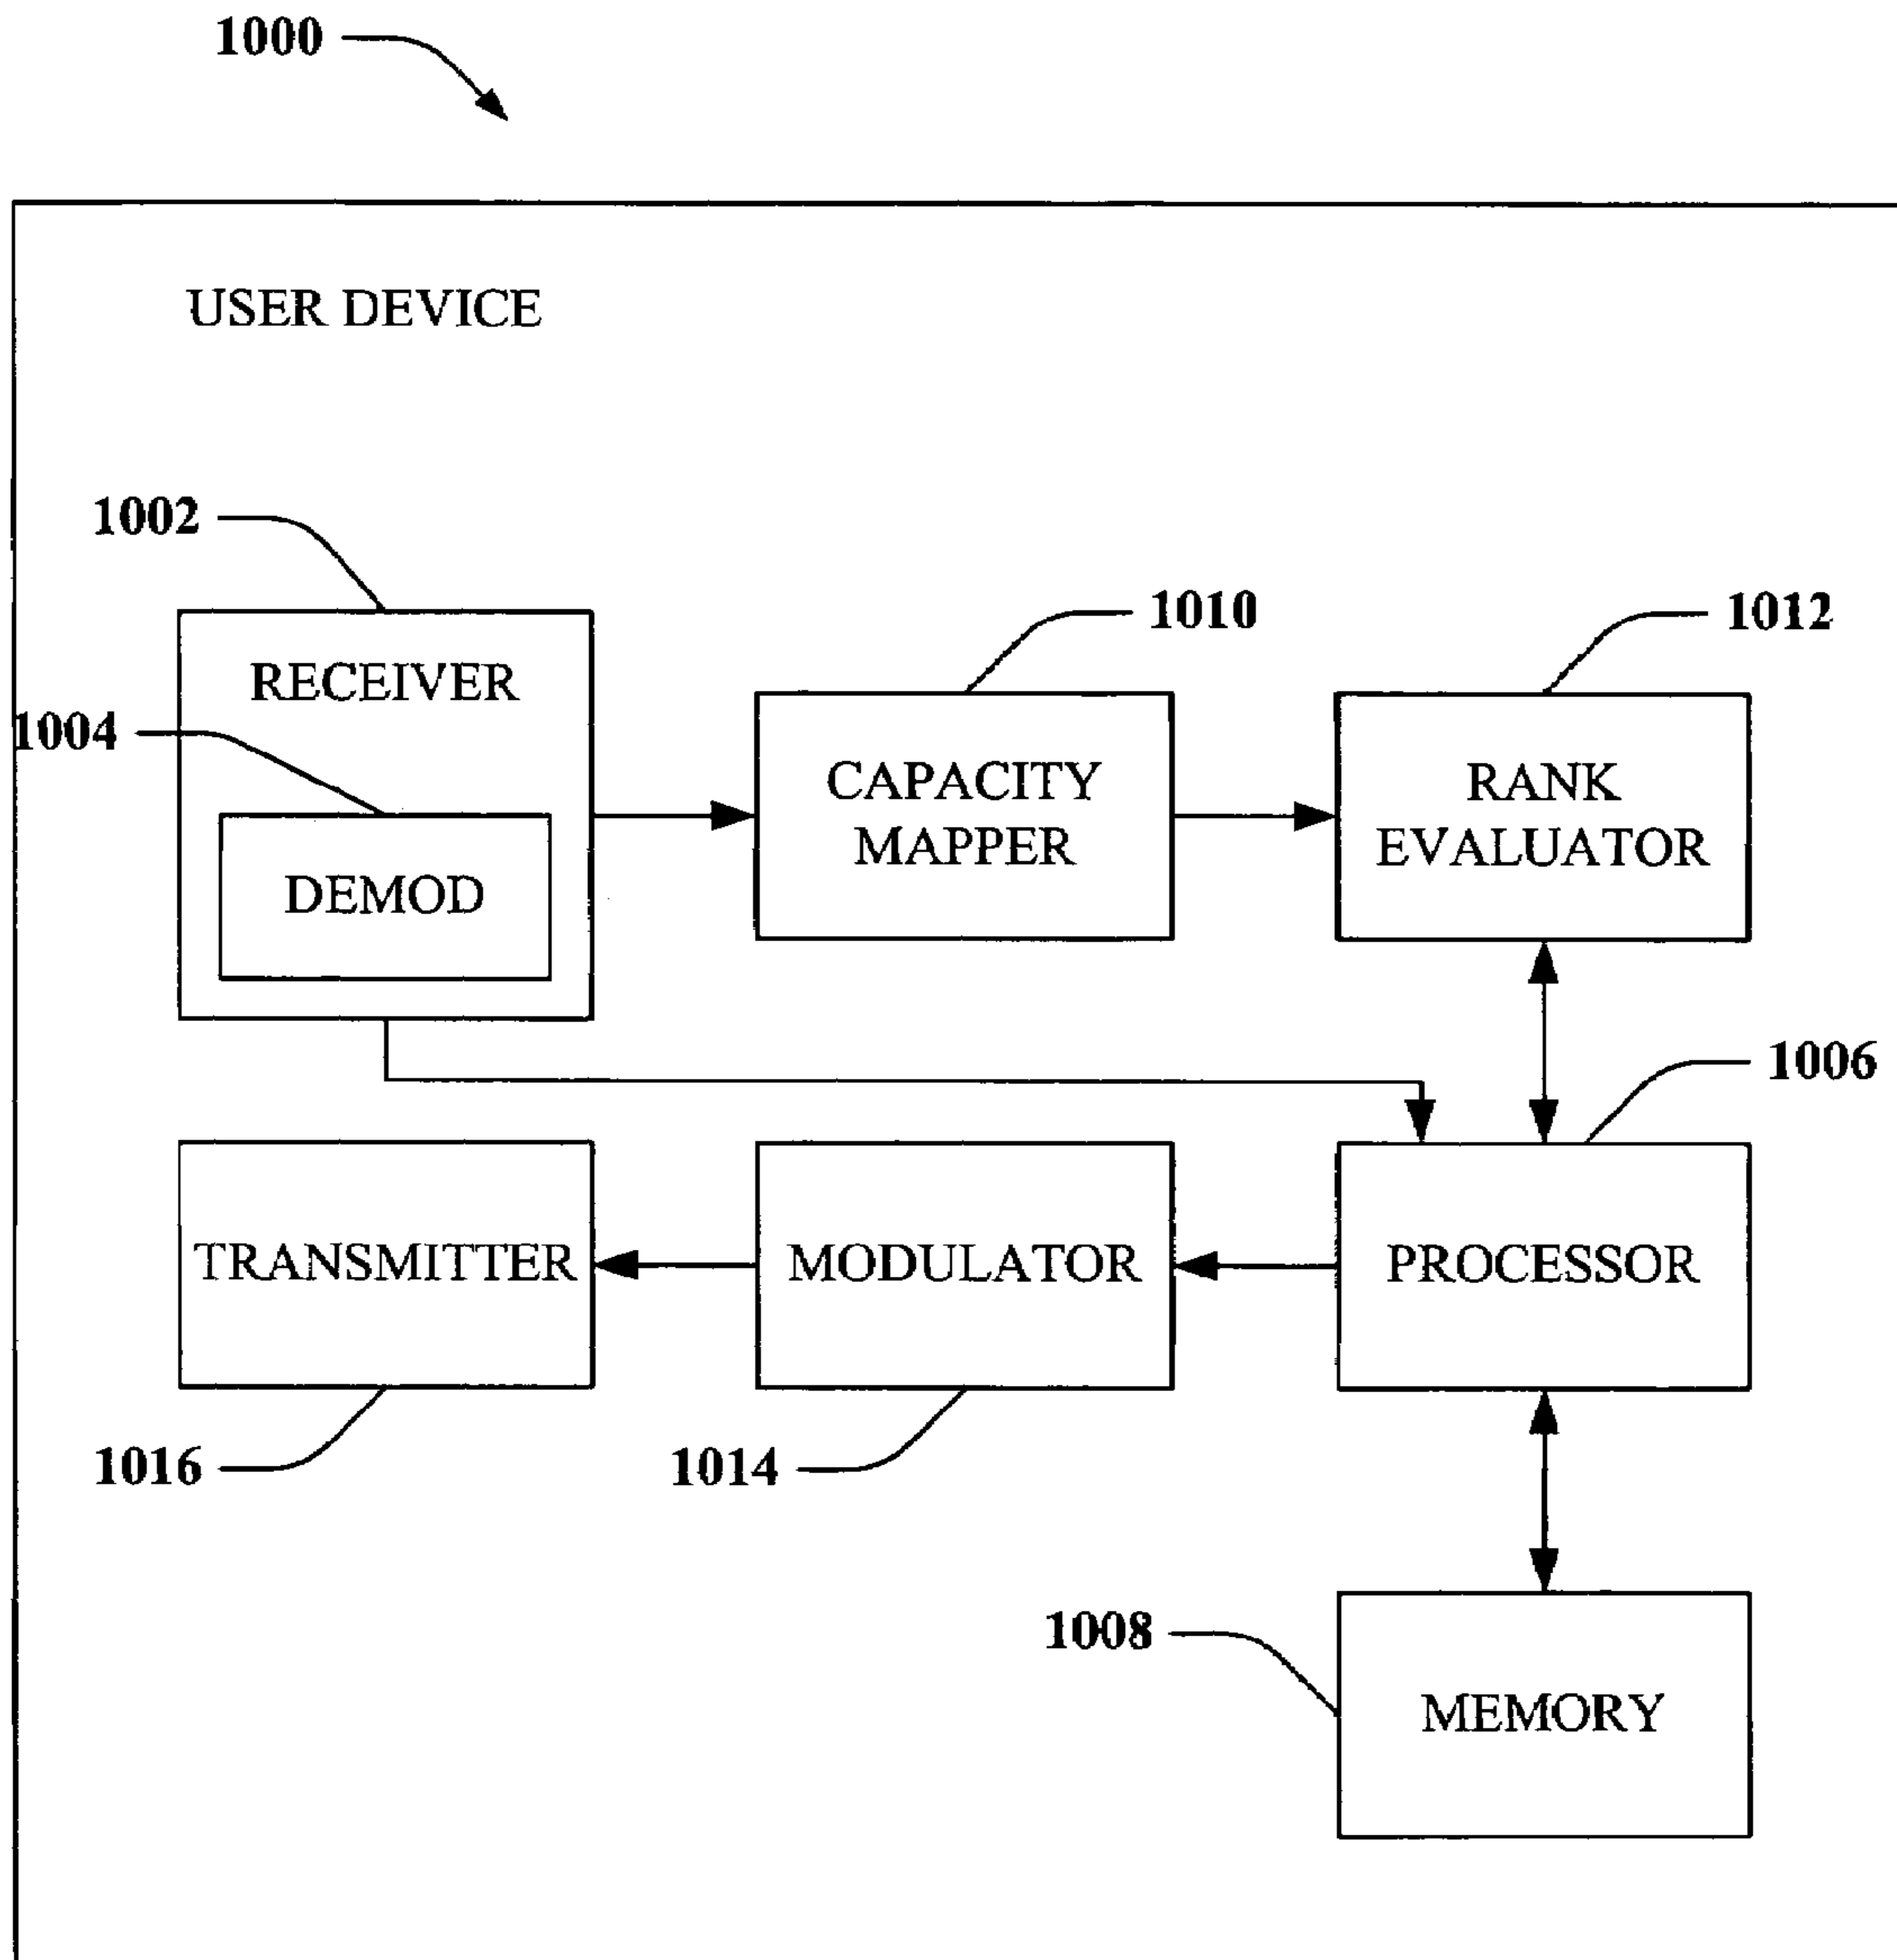 1000
USER DEVICE
1002
1010
1012
RECEIVER
1004
CAPACITY
MAPPER
RANK
EVALUATOR
DEMOD
1006
TRANSMITTER
MODULATOR
PROCESSOR
1016
1014
1008
MEMORY